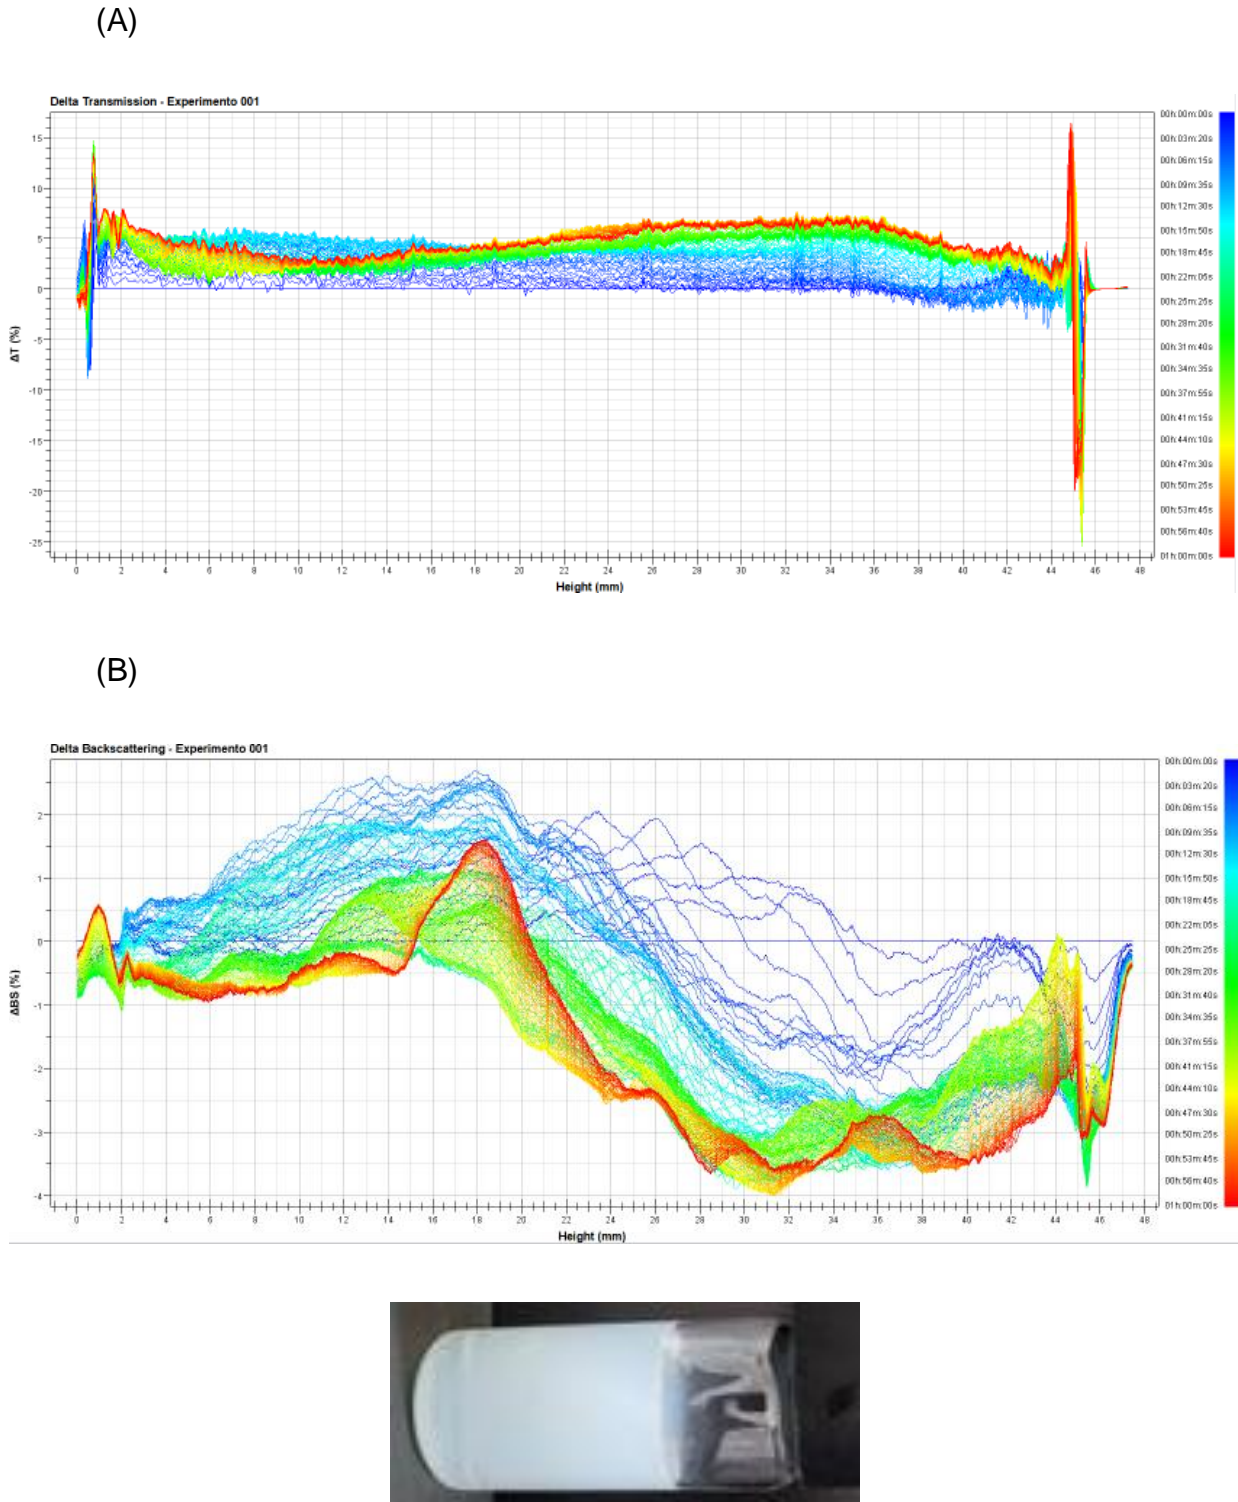 (A)
Delta Transmission - Experimento 001
15
10
5
0
-5
-10
-15
-20
-25
ΔT (%)
0 2 4 6 8 10 12 14 16 18 20 22 24 26 28 30 32 34 36 38 40 42 44 46 48
Height (mm)
00h:00m:00s
00h:03m:20s
00h:06m:15s
00h:09m:35s
00h:12m:30s
00h:15m:50s
00h:18m:45s
00h:22m:05s
00h:25m:25s
00h:28m:20s
00h:31m:40s
00h:34m:35s
00h:37m:55s
00h:41m:15s
00h:44m:10s
00h:47m:30s
00h:50m:25s
00h:53m:45s
00h:56m:40s
01h:00m:00s
(B)
Delta Backscattering - Experimento 001
2
1
0
-1
-2
-3
-4
ΔBS (%)
0 2 4 6 8 10 12 14 16 18 20 22 24 26 28 30 32 34 36 38 40 42 44 46 48
Height (mm)
00h:00m:00s
00h:03m:20s
00h:06m:15s
00h:09m:35s
00h:12m:30s
00h:15m:50s
00h:18m:45s
00h:22m:05s
00h:25m:25s
00h:28m:20s
00h:31m:40s
00h:34m:35s
00h:37m:55s
00h:41m:15s
00h:44m:10s
00h:47m:30s
00h:50m:25s
00h:53m:45s
00h:56m:40s
01h:00m:00s